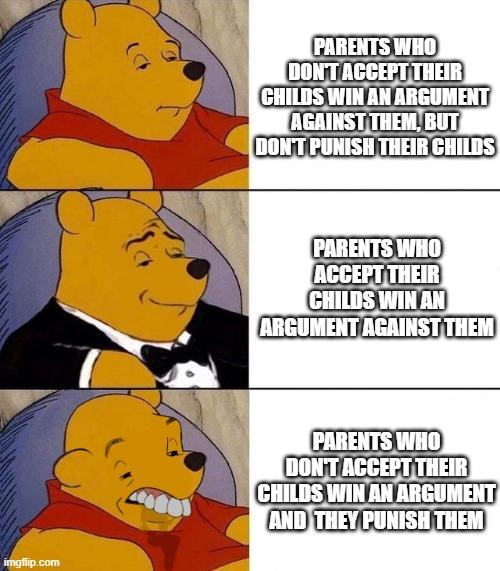 PARENTS WHO
DON'T ACCEPT THEIR
CHILDS WIN AN ARGUMENT
AGAINST THEM, BUT
DON'T PUNISH THEIR CHILDS
PARENTS WHO
ACCEPT THEIR
CHILDS WIN AN
ARGUMENT AGAINST THEM
PARENTS WHO
DON'T ACCEPT THEIR
CHILDS WIN AN ARGUMENT
AND THEY PUNISH THEM
imgflip.com